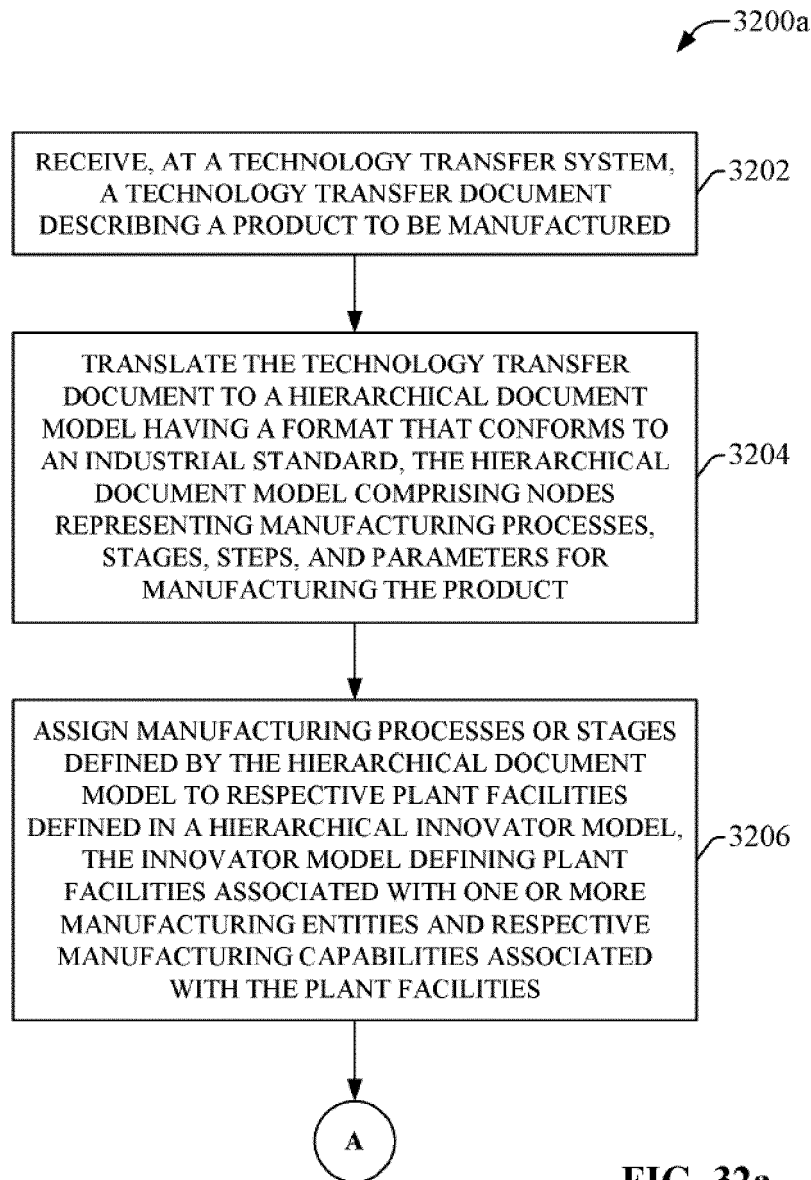 3200a
RECEIVE, AT A TECHNOLOGY TRANSFER SYSTEM,
A TECHNOLOGY TRANSFER DOCUMENT
DESCRIBING A PRODUCT TO BE MANUFACTURED
3202
TRANSLATE THE TECHNOLOGY TRANSFER
DOCUMENT TO A HIERARCHICAL DOCUMENT
MODEL HAVING A FORMAT THAT CONFORMS TO
AN INDUSTRIAL STANDARD, THE HIERARCHICAL
DOCUMENT MODEL COMPRISING NODES
REPRESENTING MANUFACTURING PROCESSES,
STAGES, STEPS, AND PARAMETERS FOR
MANUFACTURING THE PRODUCT
3204
ASSIGN MANUFACTURING PROCESSES OR STAGES
DEFINED BY THE HIERARCHICAL DOCUMENT
MODEL TO RESPECTIVE PLANT FACILITIES
DEFINED IN A HIERARCHICAL INNOVATOR MODEL,
THE INNOVATOR MODEL DEFINING PLANT
FACILITIES ASSOCIATED WITH ONE OR MORE
MANUFACTURING ENTITIES AND RESPECTIVE
MANUFACTURING CAPABILITIES ASSOCIATED
WITH THE PLANT FACILITIES
3206
A
FIG. 32a